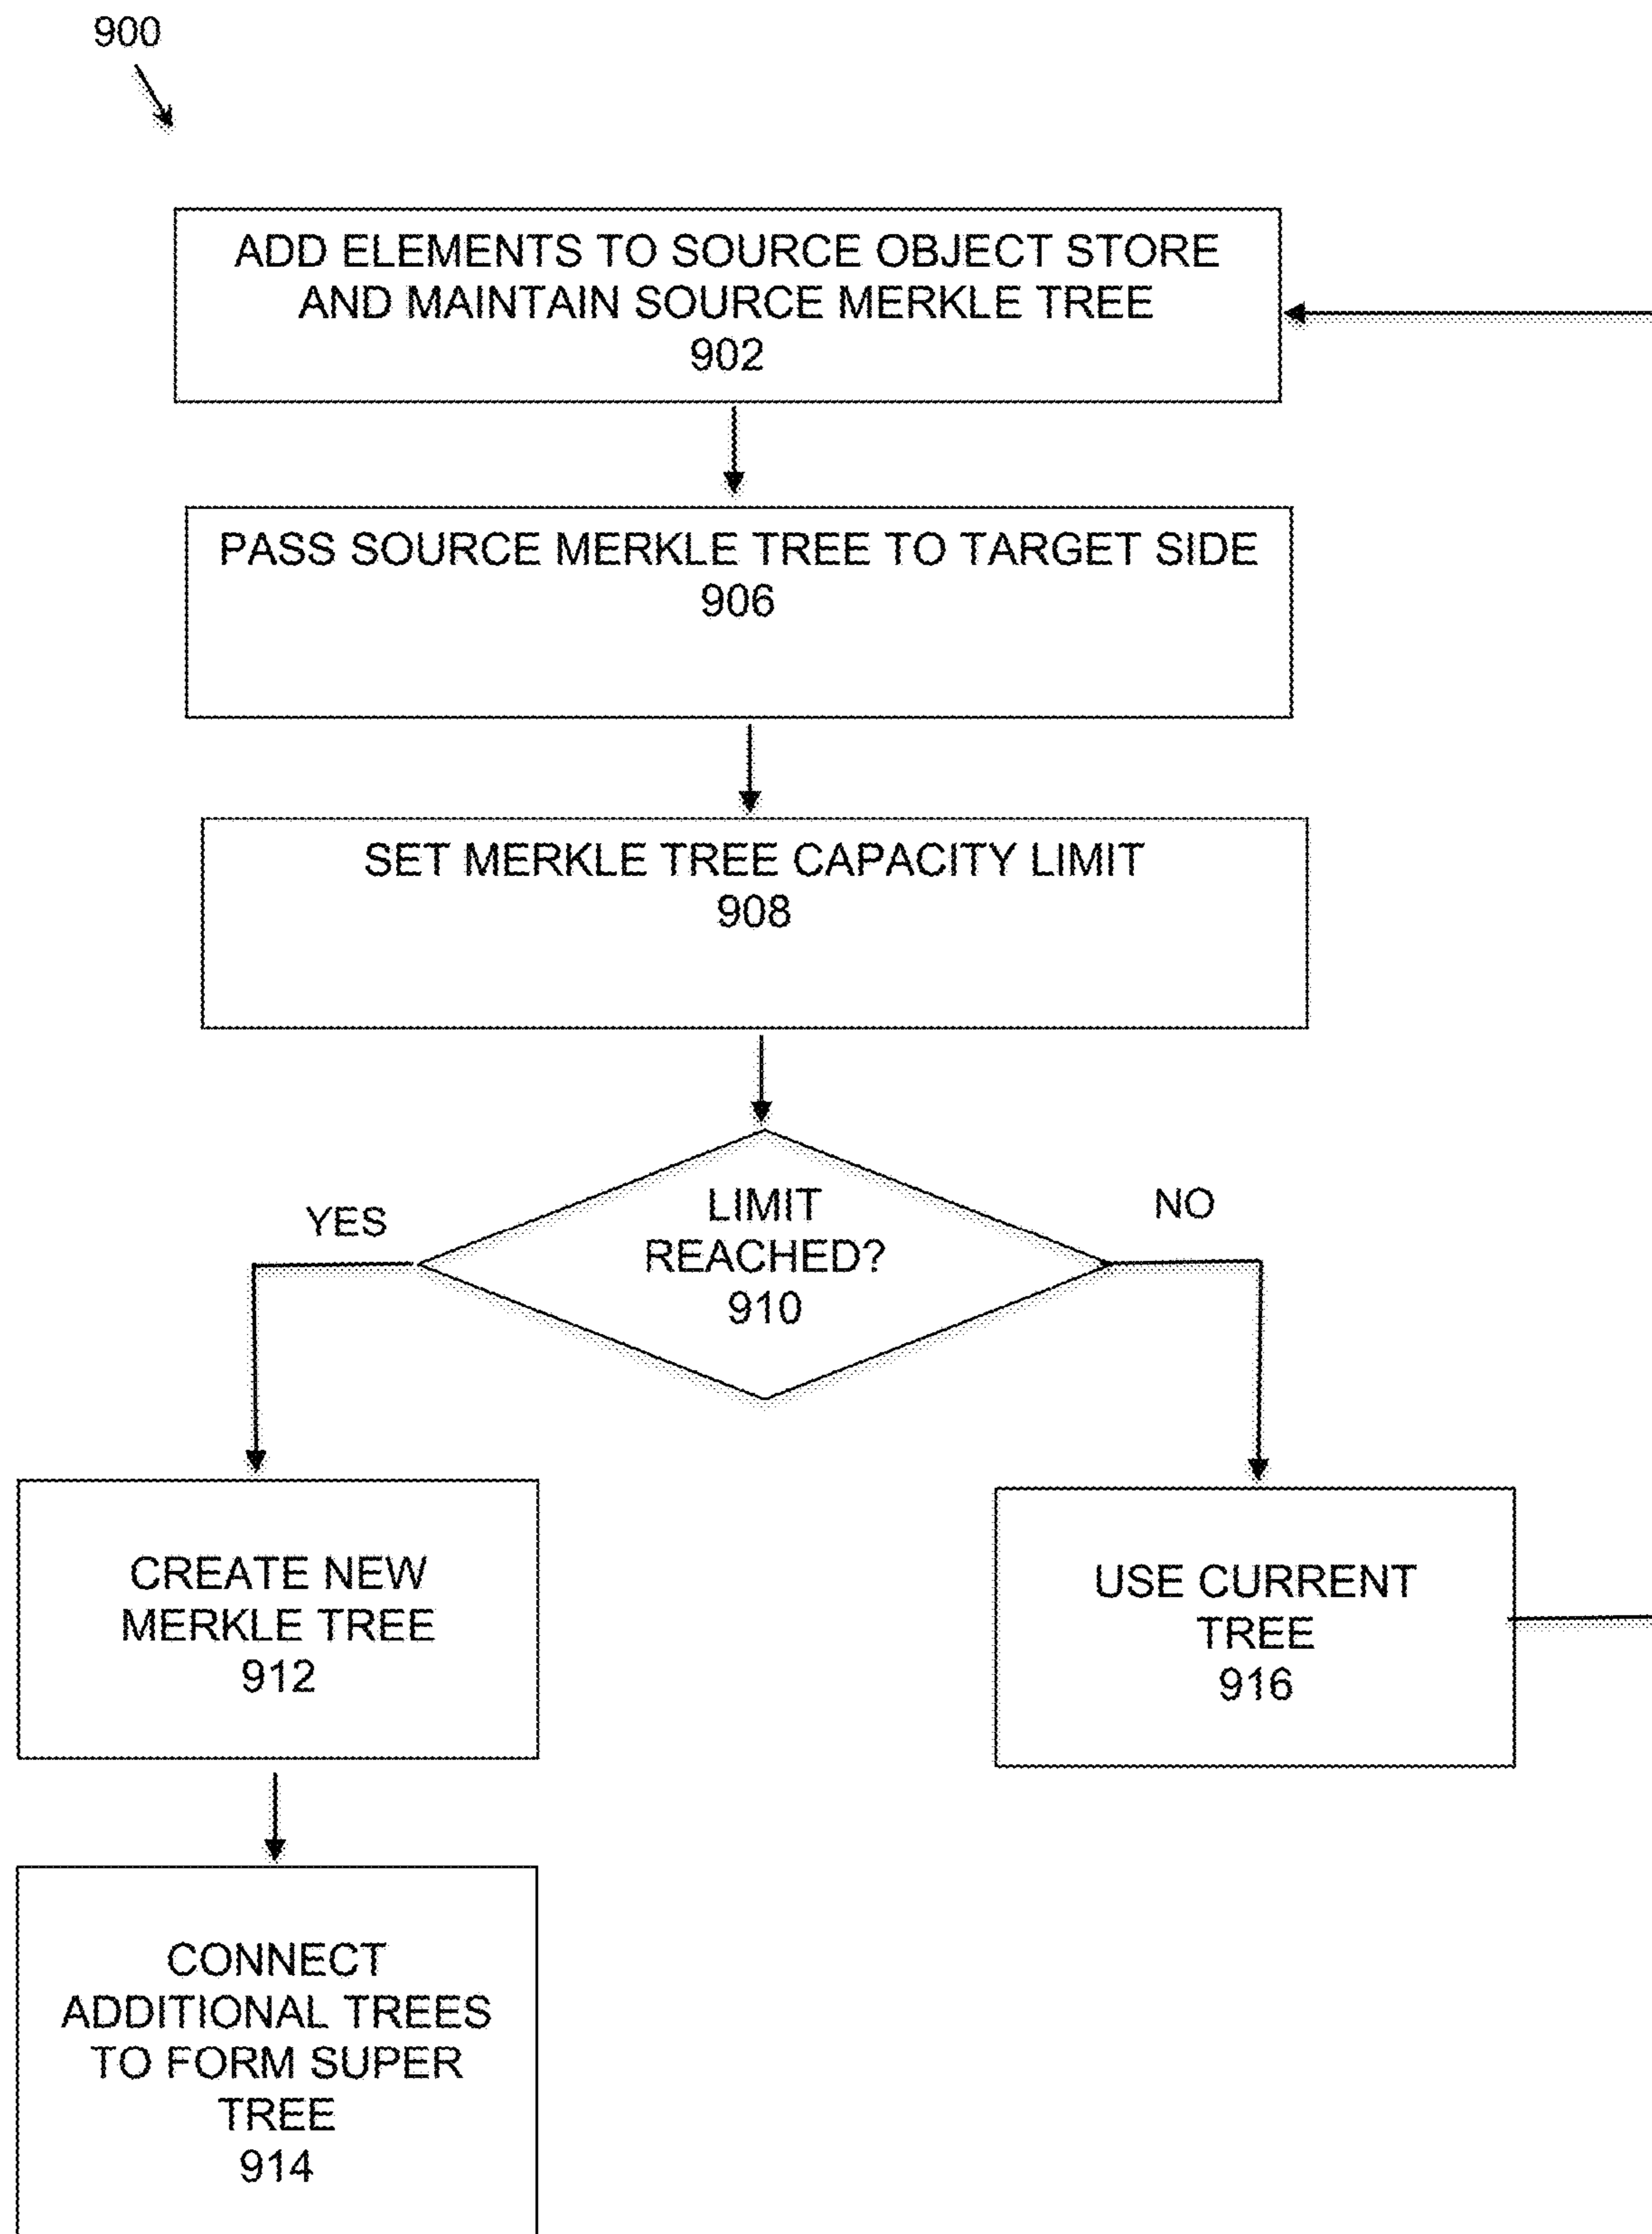 900
ADD ELEMENTS TO SOURCE OBJECT STORE
AND MAINTAIN SOURCE MERKLE TREE
902
PASS SOURCE MERKLE TREE TO TARGET SIDE
906
SET MERKLE TREE CAPACITY LIMIT
908
LIMIT
REACHED?
910
YES
NO
CREATE NEW
MERKLE TREE
912
USE CURRENT
TREE
916
CONNECT
ADDITIONAL TREES
TO FORM SUPER
TREE
914